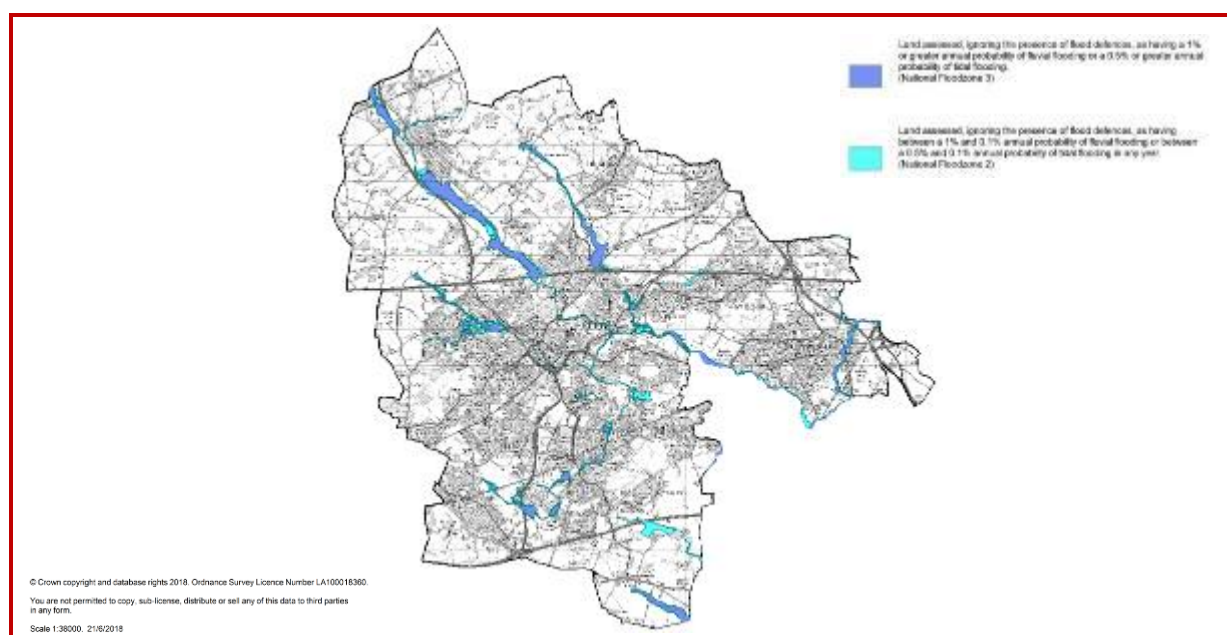 Land assessed, ignoring the presence of flood defences, as having a 1%
or greater annual probability of fluvial flooding or a 0.5% or greater annual
probability of tidal flooding.
(National Floodzone 3)
Land assessed, ignoring the presence of flood defences, as having
between a 1% and 0.1% annual probability of fluvial flooding or between
a 0.5% and 0.1% annual probability of tidal flooding in any year.
(National Floodzone 2)
© Crown copyright and database rights 2018. Ordnance Survey Licence Number LA100018360.
You are not permitted to copy, sub-license, distribute or sell any of this data to third parties
in any form.
Scale 1:38000. 21/6/2018